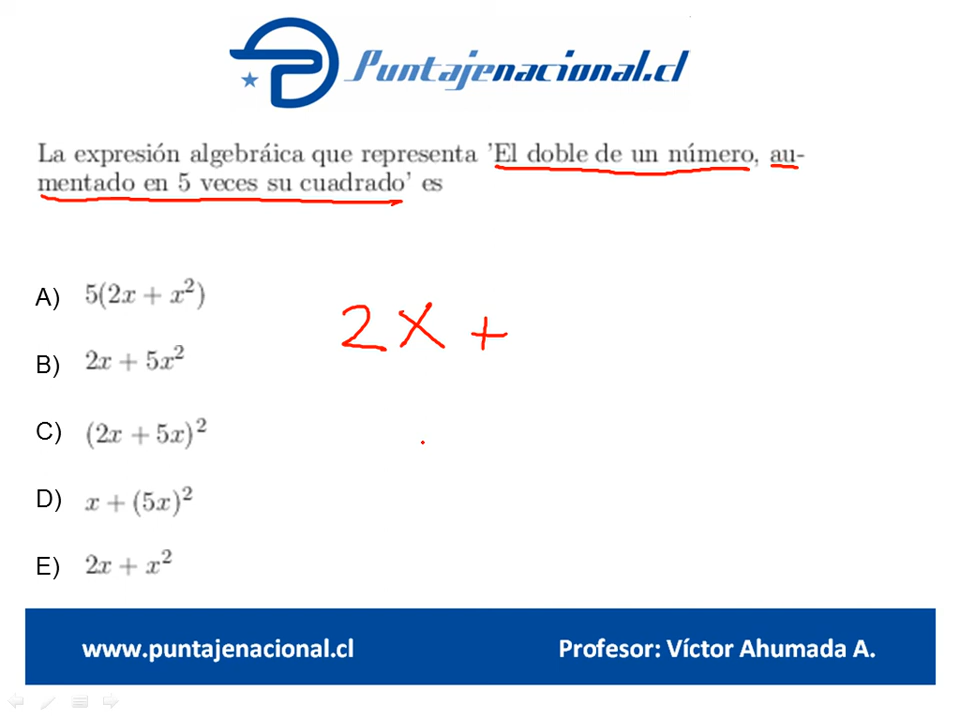 Puntajenacional.cl
La expresión algebráica que representa 'El doble de un número, au-
mentado en 5 veces su cuadrado' es
A) 5(2x + x²)
2x +
B) 2x + 5x²
C) (2x + 5x)²
D) x + (5x)²
E) 2x + x²
www.puntajenacional.cl Profesor: Víctor Ahumada A.